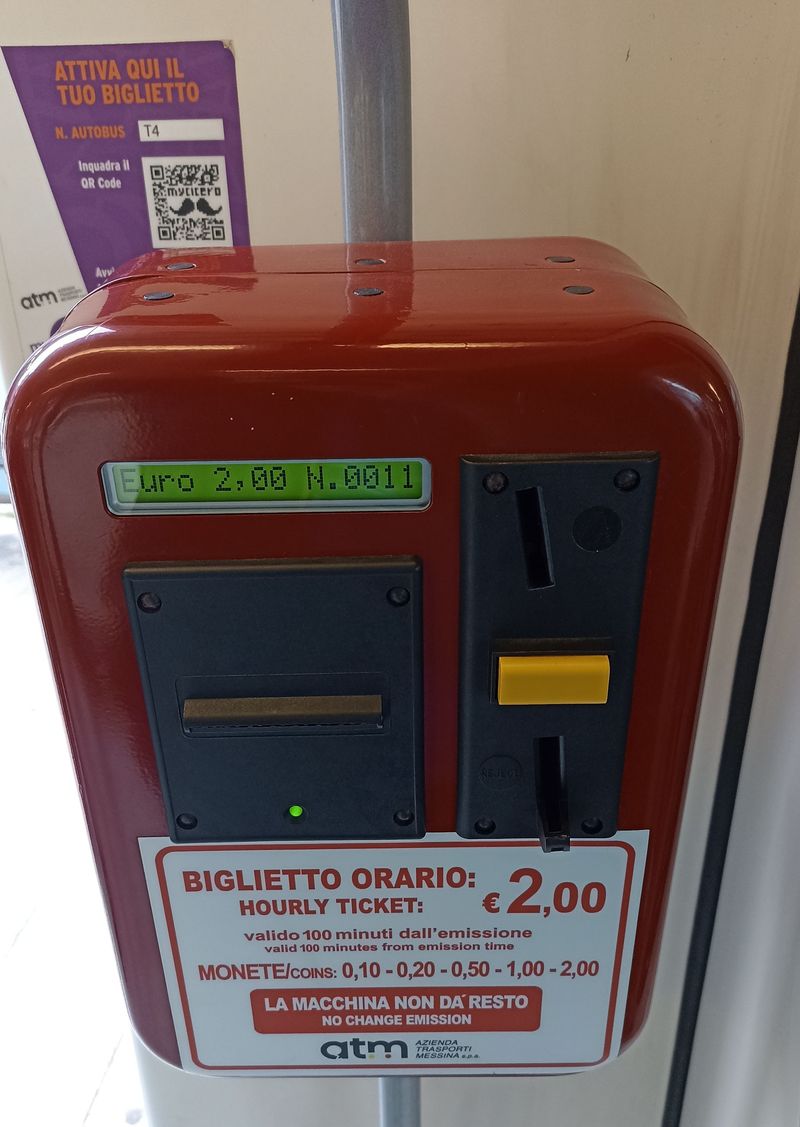 ATTIVA QUI IL
TUO BIGLIETTO
N. AUTOBUS T4
Inquadra il
QR Code
mycicero
atm AZIENDA
TRASPORTI
Euro 2,00 N.0011
REJECT
BIGLIETTO ORARIO:
HOURLY TICKET:
€ 2,00
valido 100 minuti dall'emissione
valid 100 minutes from emission time
MONETE/COINS: 0,10 - 0,20 - 0,50 - 1,00 - 2,00
LA MACCHINA NON DA' RESTO
NO CHANGE EMISSION
atm AZIENDA
TRASPORTI
MESSINA s.p.a.